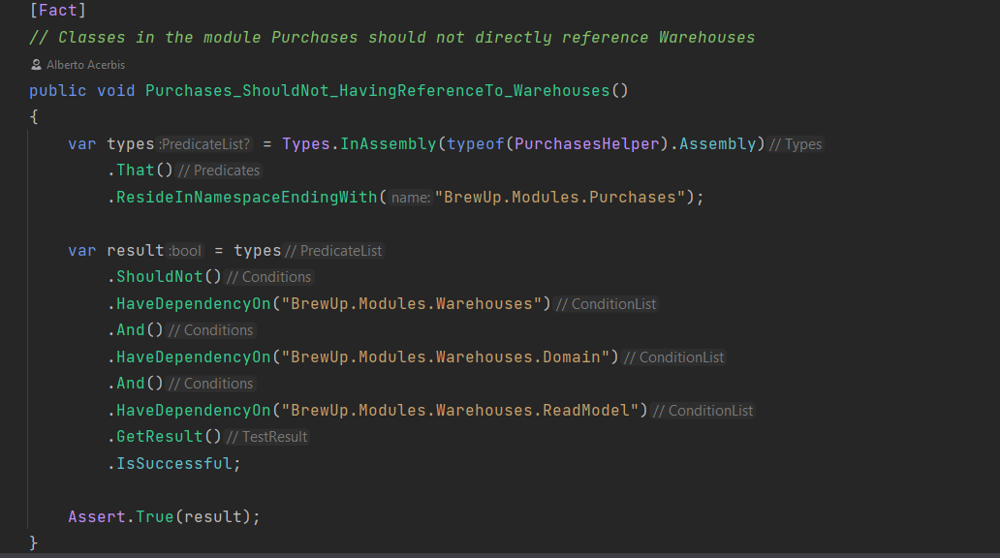 [Fact]
// Classes in the module Purchases should not directly reference Warehouses
Alberto Acerbis
public void Purchases_ShouldNot_HavingReferenceTo_Warehouses()
{
var types :PredicateList? = Types.InAssembly(typeof(PurchasesHelper).Assembly) // Types
.That() // Predicates
.ResideInNamespaceEndingWith( name: "BrewUp.Modules.Purchases");
var result :bool = types // PredicateList
.ShouldNot() // Conditions
.HaveDependencyOn("BrewUp.Modules.Warehouses") // ConditionList
.And() // Conditions
.HaveDependencyOn("BrewUp.Modules.Warehouses.Domain") // ConditionList
.And() // Conditions
.HaveDependencyOn("BrewUp.Modules.Warehouses.ReadModel") // ConditionList
.GetResult() // TestResult
.IsSuccessful;
Assert.True(result);
}